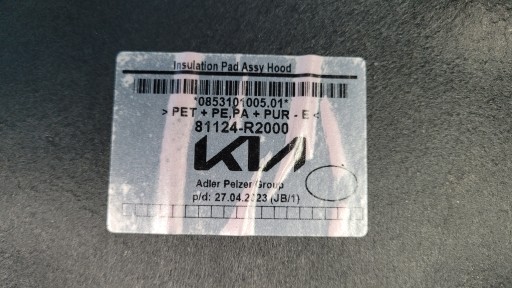 Insulation Pad Assy Hood
*0853101005.01*
> PET + PE,PA + PUR - E <
81124-R2000
KIA
Adler Pelzer Group
p/d: 27.04.2023 (JB/1)